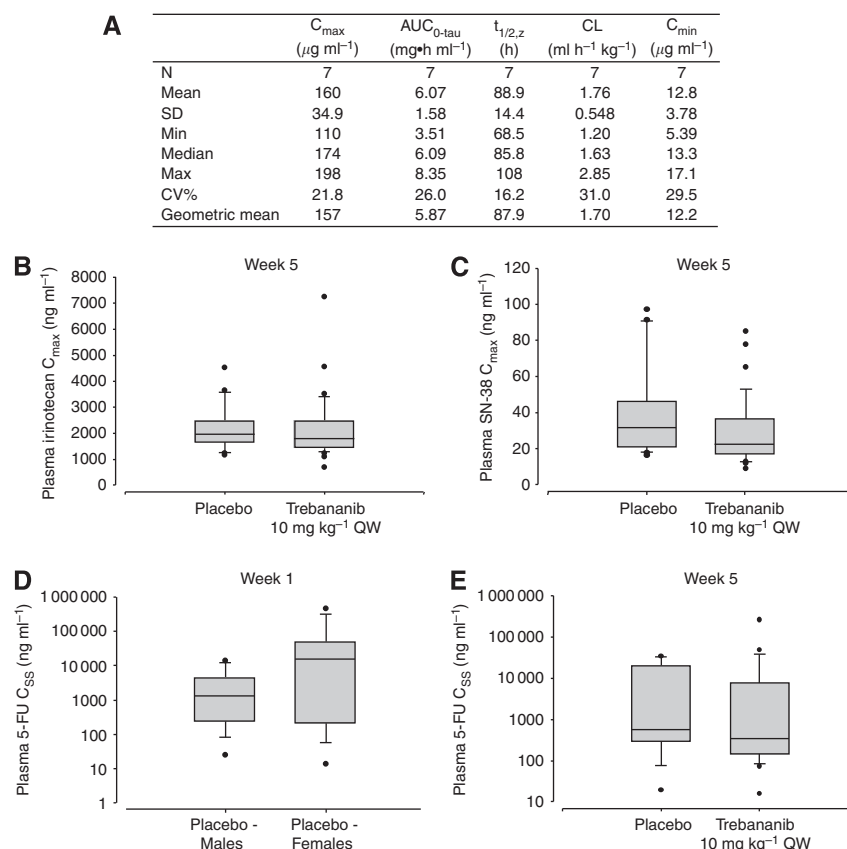 A
Cmax AUC0-tau t1/2,z CL Cmin
(μg ml−1) (mg•h ml−1) (h) (ml h−1 kg−1) (μg ml−1)
N 7 7 7 7 7
Mean 160 6.07 88.9 1.76 12.8
SD 34.9 1.58 14.4 0.548 3.78
Min 110 3.51 68.5 1.20 5.39
Median 174 6.09 85.8 1.63 13.3
Max 198 8.35 108 2.85 17.1
CV% 21.8 26.0 16.2 31.0 29.5
Geometric mean 157 5.87 87.9 1.70 12.2
B
Week 5
Plasma irinotecan Cmax (ng ml−1)
8000
7000
6000
5000
4000
3000
2000
1000
0
Placebo Trebananib
10 mg kg−1 QW
C
Week 5
Plasma SN-38 Cmax (ng ml−1)
120
100
80
60
40
20
0
Placebo Trebananib
10 mg kg−1 QW
D
Week 1
Plasma 5-FU CSS (ng ml−1)
1 000 000
100 000
10 000
1000
100
10
1
Placebo - Placebo -
Males Females
E
Week 5
Plasma 5-FU CSS (ng ml−1)
1 000 000
100 000
10 000
1000
100
10
Placebo Trebananib
10 mg kg−1 QW